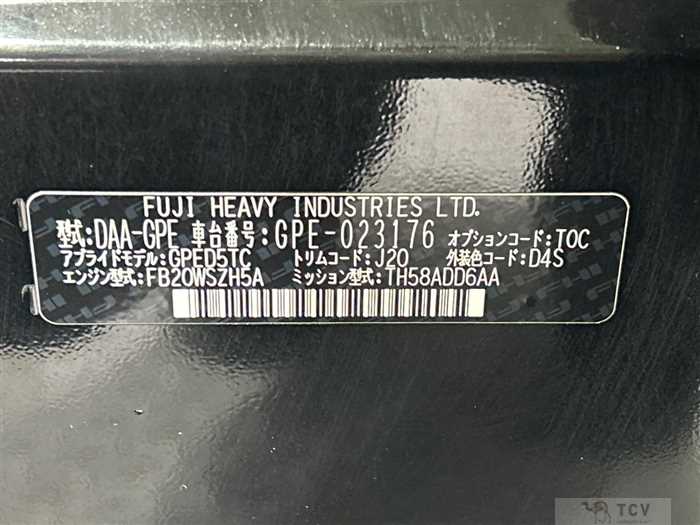 FUJI HEAVY INDUSTRIES LTD.
型式:DAA-GPE 車台番号:GPE-023176 オプションコード:TOC
アプライドモデル:GPED5TC トリムコード:J20 外装色コード:D4S
エンジン型式:FB20WSZH5A ミッション型式:TH58ADD6AA
TCV